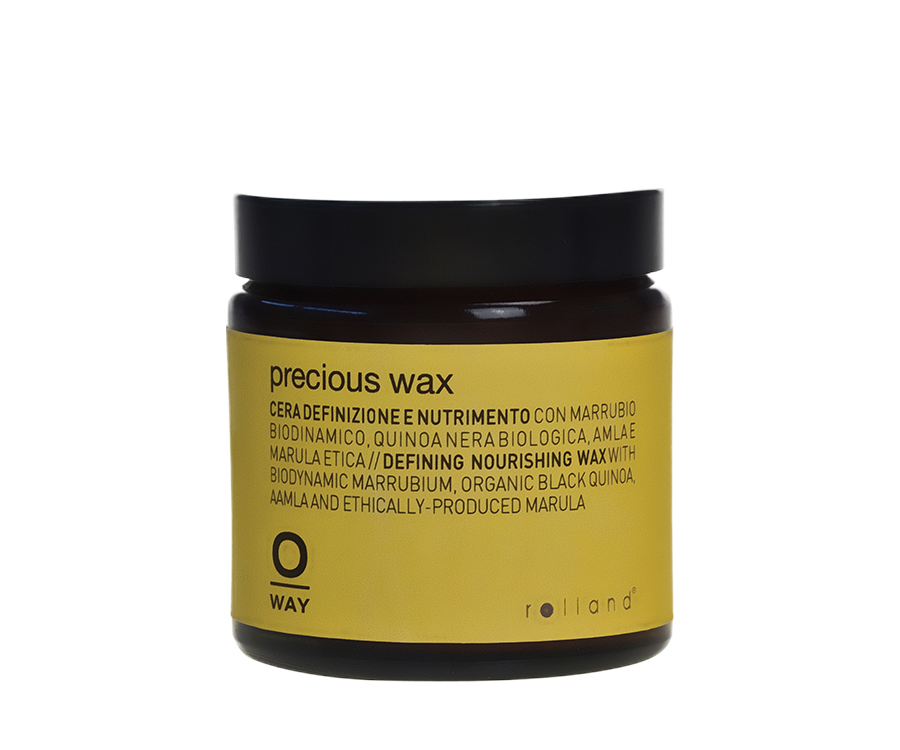 precious wax
CERA DEFINIZIONE E NUTRIMENTO CON MARRUBIO
BIODINAMICO, QUINOA NERA BIOLOGICA, AMLA E
MARULA ETICA // DEFINING NOURISHING WAX WITH
BIODYNAMIC MARRUBIUM, ORGANIC BLACK QUINOA,
AAMLA AND ETHICALLY-PRODUCED MARULA
O
WAY
rolland®